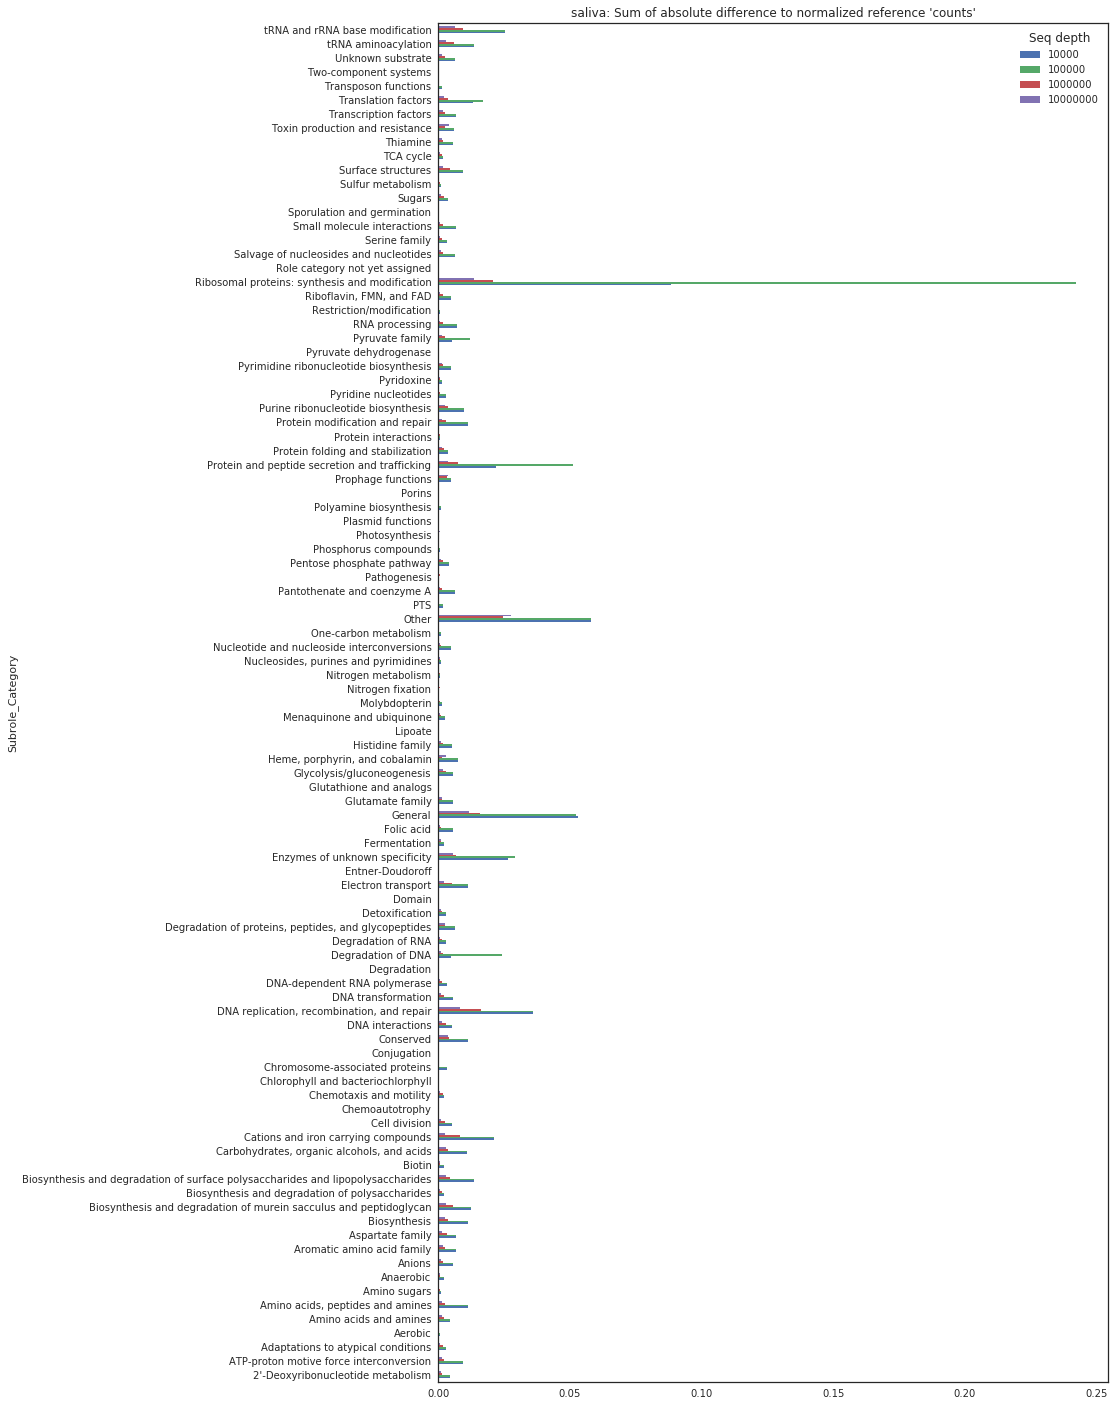 saliva: Sum of absolute difference to normalized reference 'counts'
Seq depth
10000
100000
1000000
10000000
Subrole_Category
tRNA and rRNA base modification
tRNA aminoacylation
Unknown substrate
Two-component systems
Transposon functions
Translation factors
Transcription factors
Toxin production and resistance
Thiamine
TCA cycle
Surface structures
Sulfur metabolism
Sugars
Sporulation and germination
Small molecule interactions
Serine family
Salvage of nucleosides and nucleotides
Role category not yet assigned
Ribosomal proteins: synthesis and modification
Riboflavin, FMN, and FAD
Restriction/modification
RNA processing
Pyruvate family
Pyruvate dehydrogenase
Pyrimidine ribonucleotide biosynthesis
Pyridoxine
Pyridine nucleotides
Purine ribonucleotide biosynthesis
Protein modification and repair
Protein interactions
Protein folding and stabilization
Protein and peptide secretion and trafficking
Prophage functions
Porins
Polyamine biosynthesis
Plasmid functions
Photosynthesis
Phosphorus compounds
Pentose phosphate pathway
Pathogenesis
Pantothenate and coenzyme A
PTS
Other
One-carbon metabolism
Nucleotide and nucleoside interconversions
Nucleosides, purines and pyrimidines
Nitrogen metabolism
Nitrogen fixation
Molybdopterin
Menaquinone and ubiquinone
Lipoate
Histidine family
Heme, porphyrin, and cobalamin
Glycolysis/gluconeogenesis
Glutathione and analogs
Glutamate family
General
Folic acid
Fermentation
Enzymes of unknown specificity
Entner-Doudoroff
Electron transport
Domain
Detoxification
Degradation of proteins, peptides, and glycopeptides
Degradation of RNA
Degradation of DNA
Degradation
DNA-dependent RNA polymerase
DNA transformation
DNA replication, recombination, and repair
DNA interactions
Conserved
Conjugation
Chromosome-associated proteins
Chlorophyll and bacteriochlorphyll
Chemotaxis and motility
Chemoautotrophy
Cell division
Cations and iron carrying compounds
Carbohydrates, organic alcohols, and acids
Biotin
Biosynthesis and degradation of surface polysaccharides and lipopolysaccharides
Biosynthesis and degradation of polysaccharides
Biosynthesis and degradation of murein sacculus and peptidoglycan
Biosynthesis
Aspartate family
Aromatic amino acid family
Anions
Anaerobic
Amino sugars
Amino acids, peptides and amines
Amino acids and amines
Aerobic
Adaptations to atypical conditions
ATP-proton motive force interconversion
2'-Deoxyribonucleotide metabolism
0.00 0.05 0.10 0.15 0.20 0.25